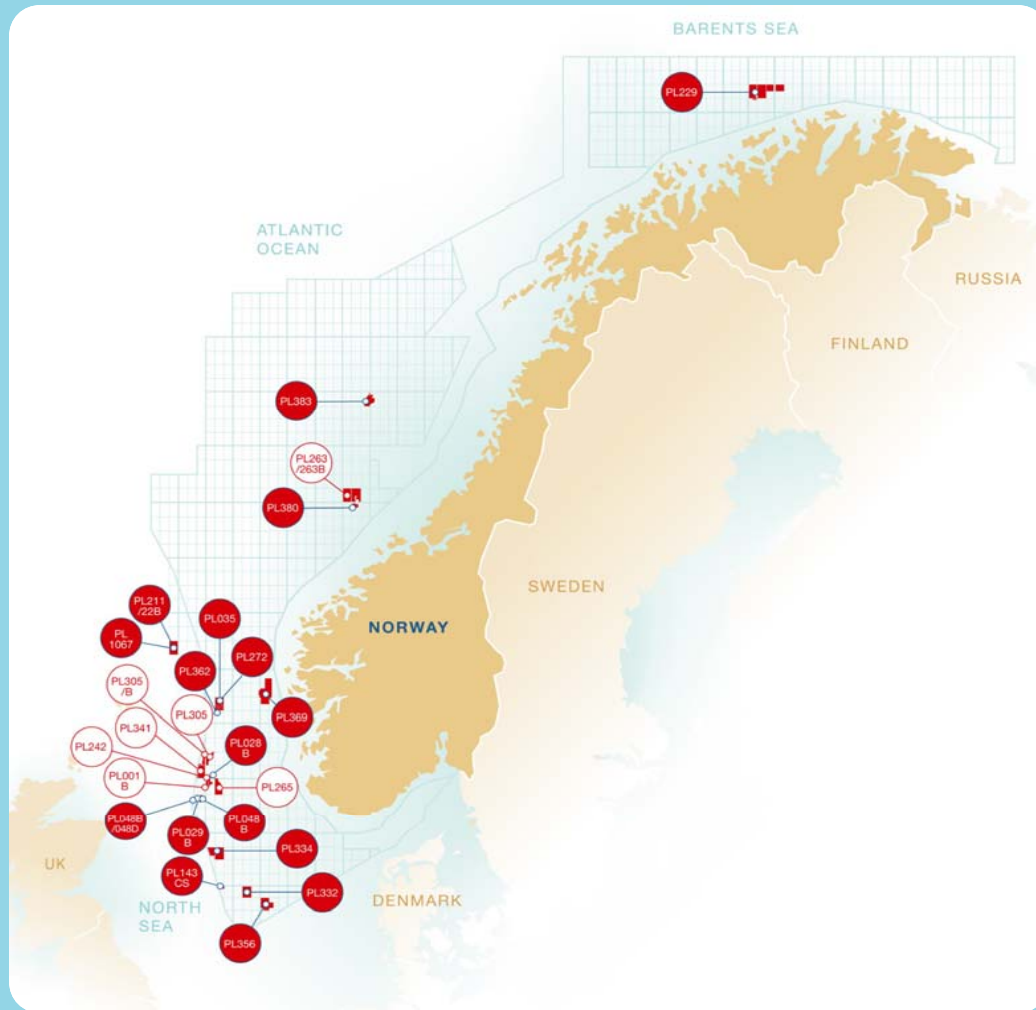 BARENTS SEA
PL229
ATLANTIC
OCEAN
RUSSIA
FINLAND
PL383
PL263
/263B
PL380
SWEDEN
PL211
/22B
PL035
PL
1067
NORWAY
PL272
PL362
PL305
/B
PL305
PL369
PL341
PL242
PL028
B
PL001
B
PL265
PL048B
/048D
PL048
B
PL029
B
PL334
UK
PL143
CS
PL332
DENMARK
NORTH
SEA
PL356